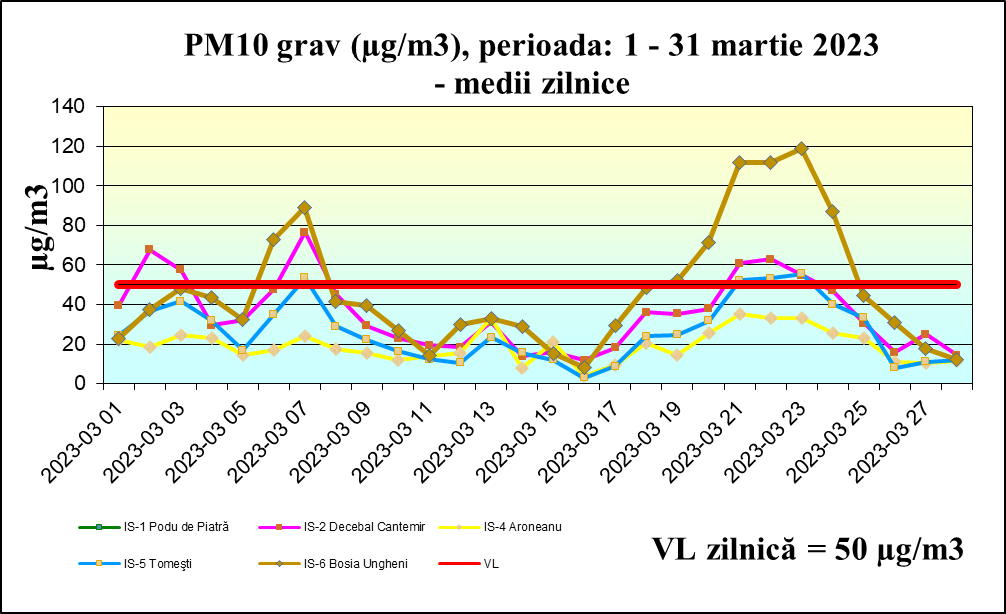 PM10 grav (µg/m3), perioada: 1 - 31 martie 2023
- medii zilnice
µg/m3
140
120
100
80
60
40
20
0
2023-03 01
2023-03 03
2023-03 05
2023-03 07
2023-03 09
2023-03 11
2023-03 13
2023-03 15
2023-03 17
2023-03 19
2023-03 21
2023-03 23
2023-03 25
2023-03 27
IS-1 Podu de Piatră
IS-2 Decebal Cantemir
IS-4 Aroneanu
IS-5 Tomești
IS-6 Bosia Ungheni
VL
VL zilnică = 50 µg/m3